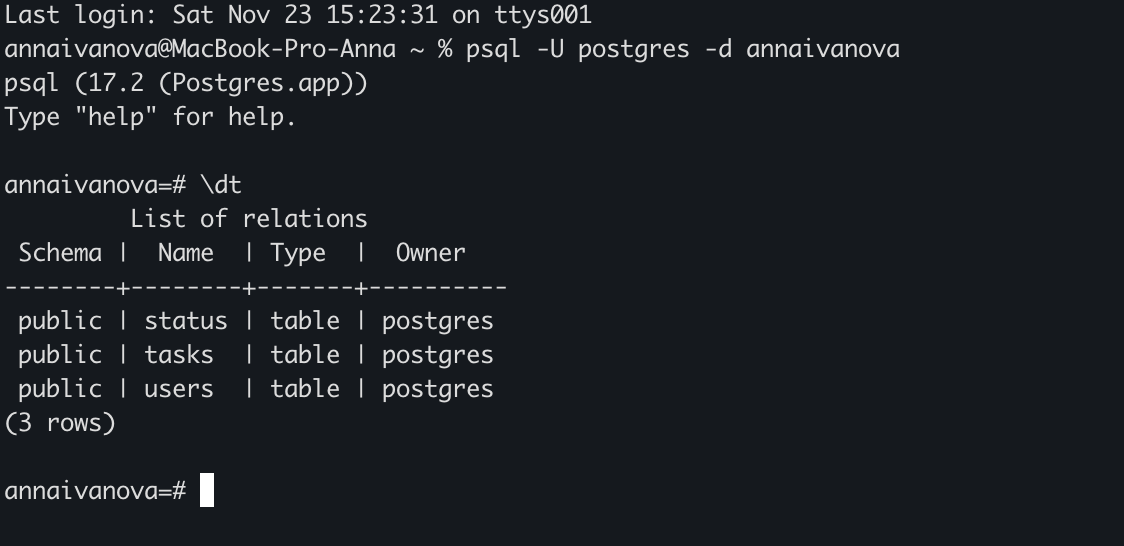 Last login: Sat Nov 23 15:23:31 on ttys001
annaivanova@MacBook-Pro-Anna ~ % psql -U postgres -d annaivanova
psql (17.2 (Postgres.app))
Type "help" for help.

annaivanova=# \dt
         List of relations
 Schema |  Name  | Type  |  Owner
--------+--------+-------+----------
 public | status | table | postgres
 public | tasks  | table | postgres
 public | users  | table | postgres
(3 rows)

annaivanova=#